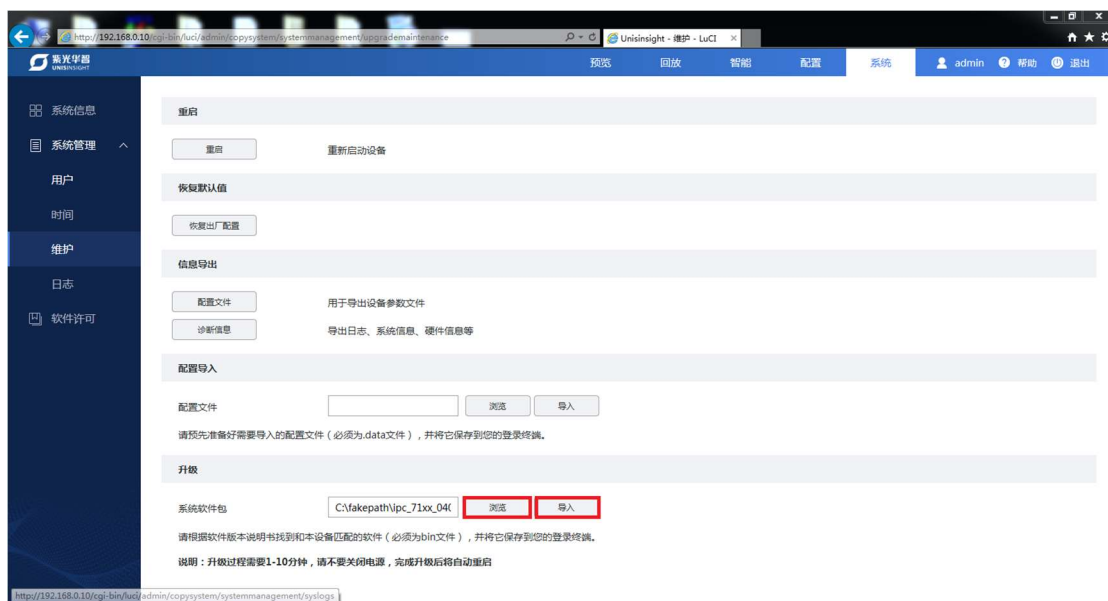 http://192.168.0.10/cgi-bin/luci/admin/copysystem/systemmanagement/upgrademaintenance
Unisinsight - 维护 - LuCI
紫光华智
UNISINSIGHT
预览 回放 智能 配置 系统 admin 帮助 退出
系统信息
系统管理
用户
时间
维护
日志
软件许可
重启
重启 重新启动设备
恢复默认值
恢复出厂配置
信息导出
配置文件 用于导出设备参数文件
诊断信息 导出日志、系统信息、硬件信息等
配置导入
配置文件 浏览 导入
请预先准备好需要导入的配置文件（必须为.data文件），并将它保存到您的登录终端。
升级
系统软件包 C:\fakepath\ipc_71xx_04( 浏览 导入
请根据软件版本说明书找到和本设备匹配的软件（必须为bin文件），并将它保存到您的登录终端。
说明：升级过程需要1-10分钟，请不要关闭电源，完成升级后将自动重启
http://192.168.0.10/cgi-bin/luci/admin/copysystem/systemmanagement/syslogs